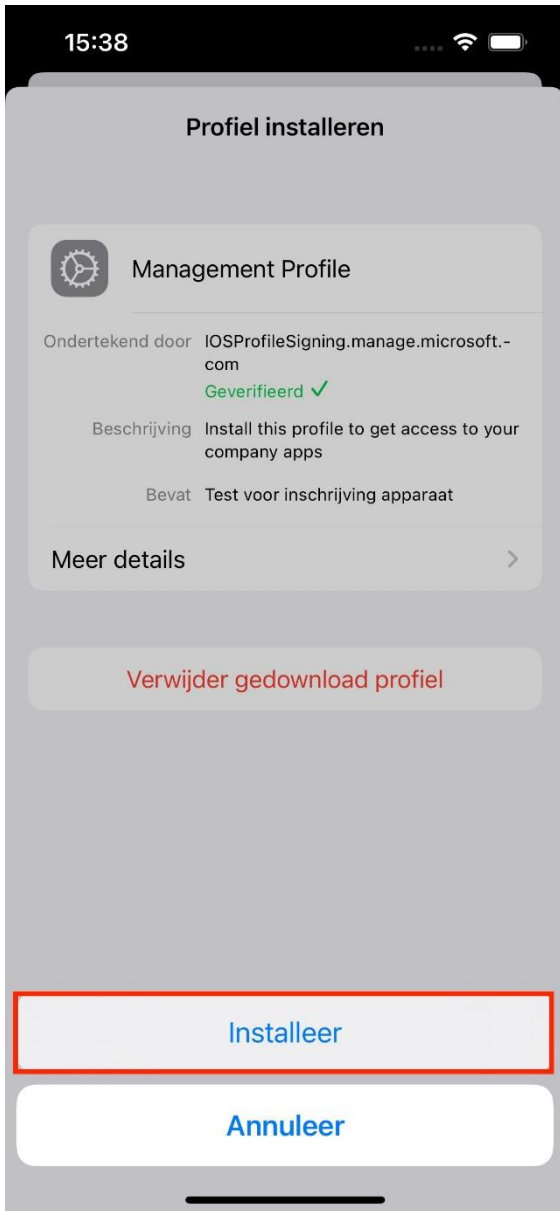 15:38
Profiel installeren
Management Profile
Ondertekend door IOSProfileSigning.manage.microsoft.-
com
Geverifieerd
Beschrijving Install this profile to get access to your
company apps
Bevat Test voor inschrijving apparaat
Meer details
Verwijder gedownload profiel
Installeer
Annuleer